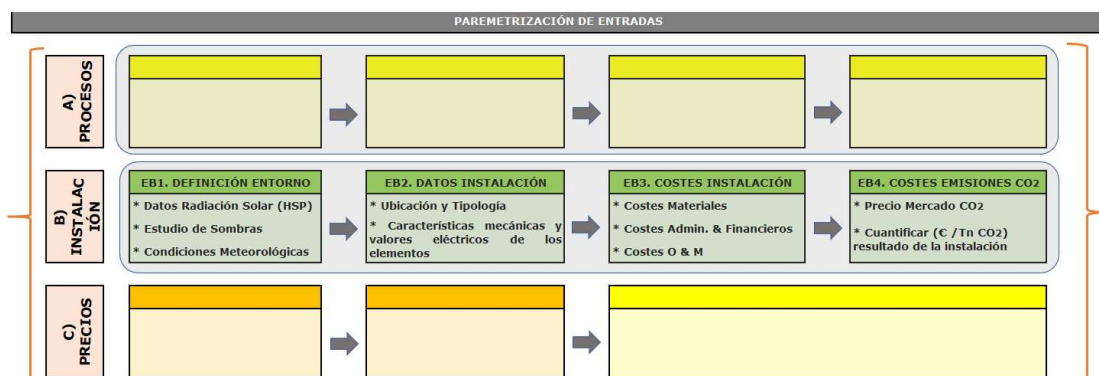 PAREMETRIZACIÓN DE ENTRADAS
A)
PROCESOS
B)
INSTALAC
IÓN
EB1. DEFINICIÓN ENTORNO
* Datos Radiación Solar (HSP)
* Estudio de Sombras
* Condiciones Meteorológicas
EB2. DATOS INSTALACIÓN
* Ubicación y Tipología
* Características mecánicas y
valores eléctricos de los
elementos
EB3. COSTES INSTALACIÓN
* Costes Materiales
* Costes Admin. & Financieros
* Costes O & M
EB4. COSTES EMISIONES CO2
* Precio Mercado CO2
* Cuantificar (€ /Tn CO2)
resultado de la instalación
C)
PRECIOS